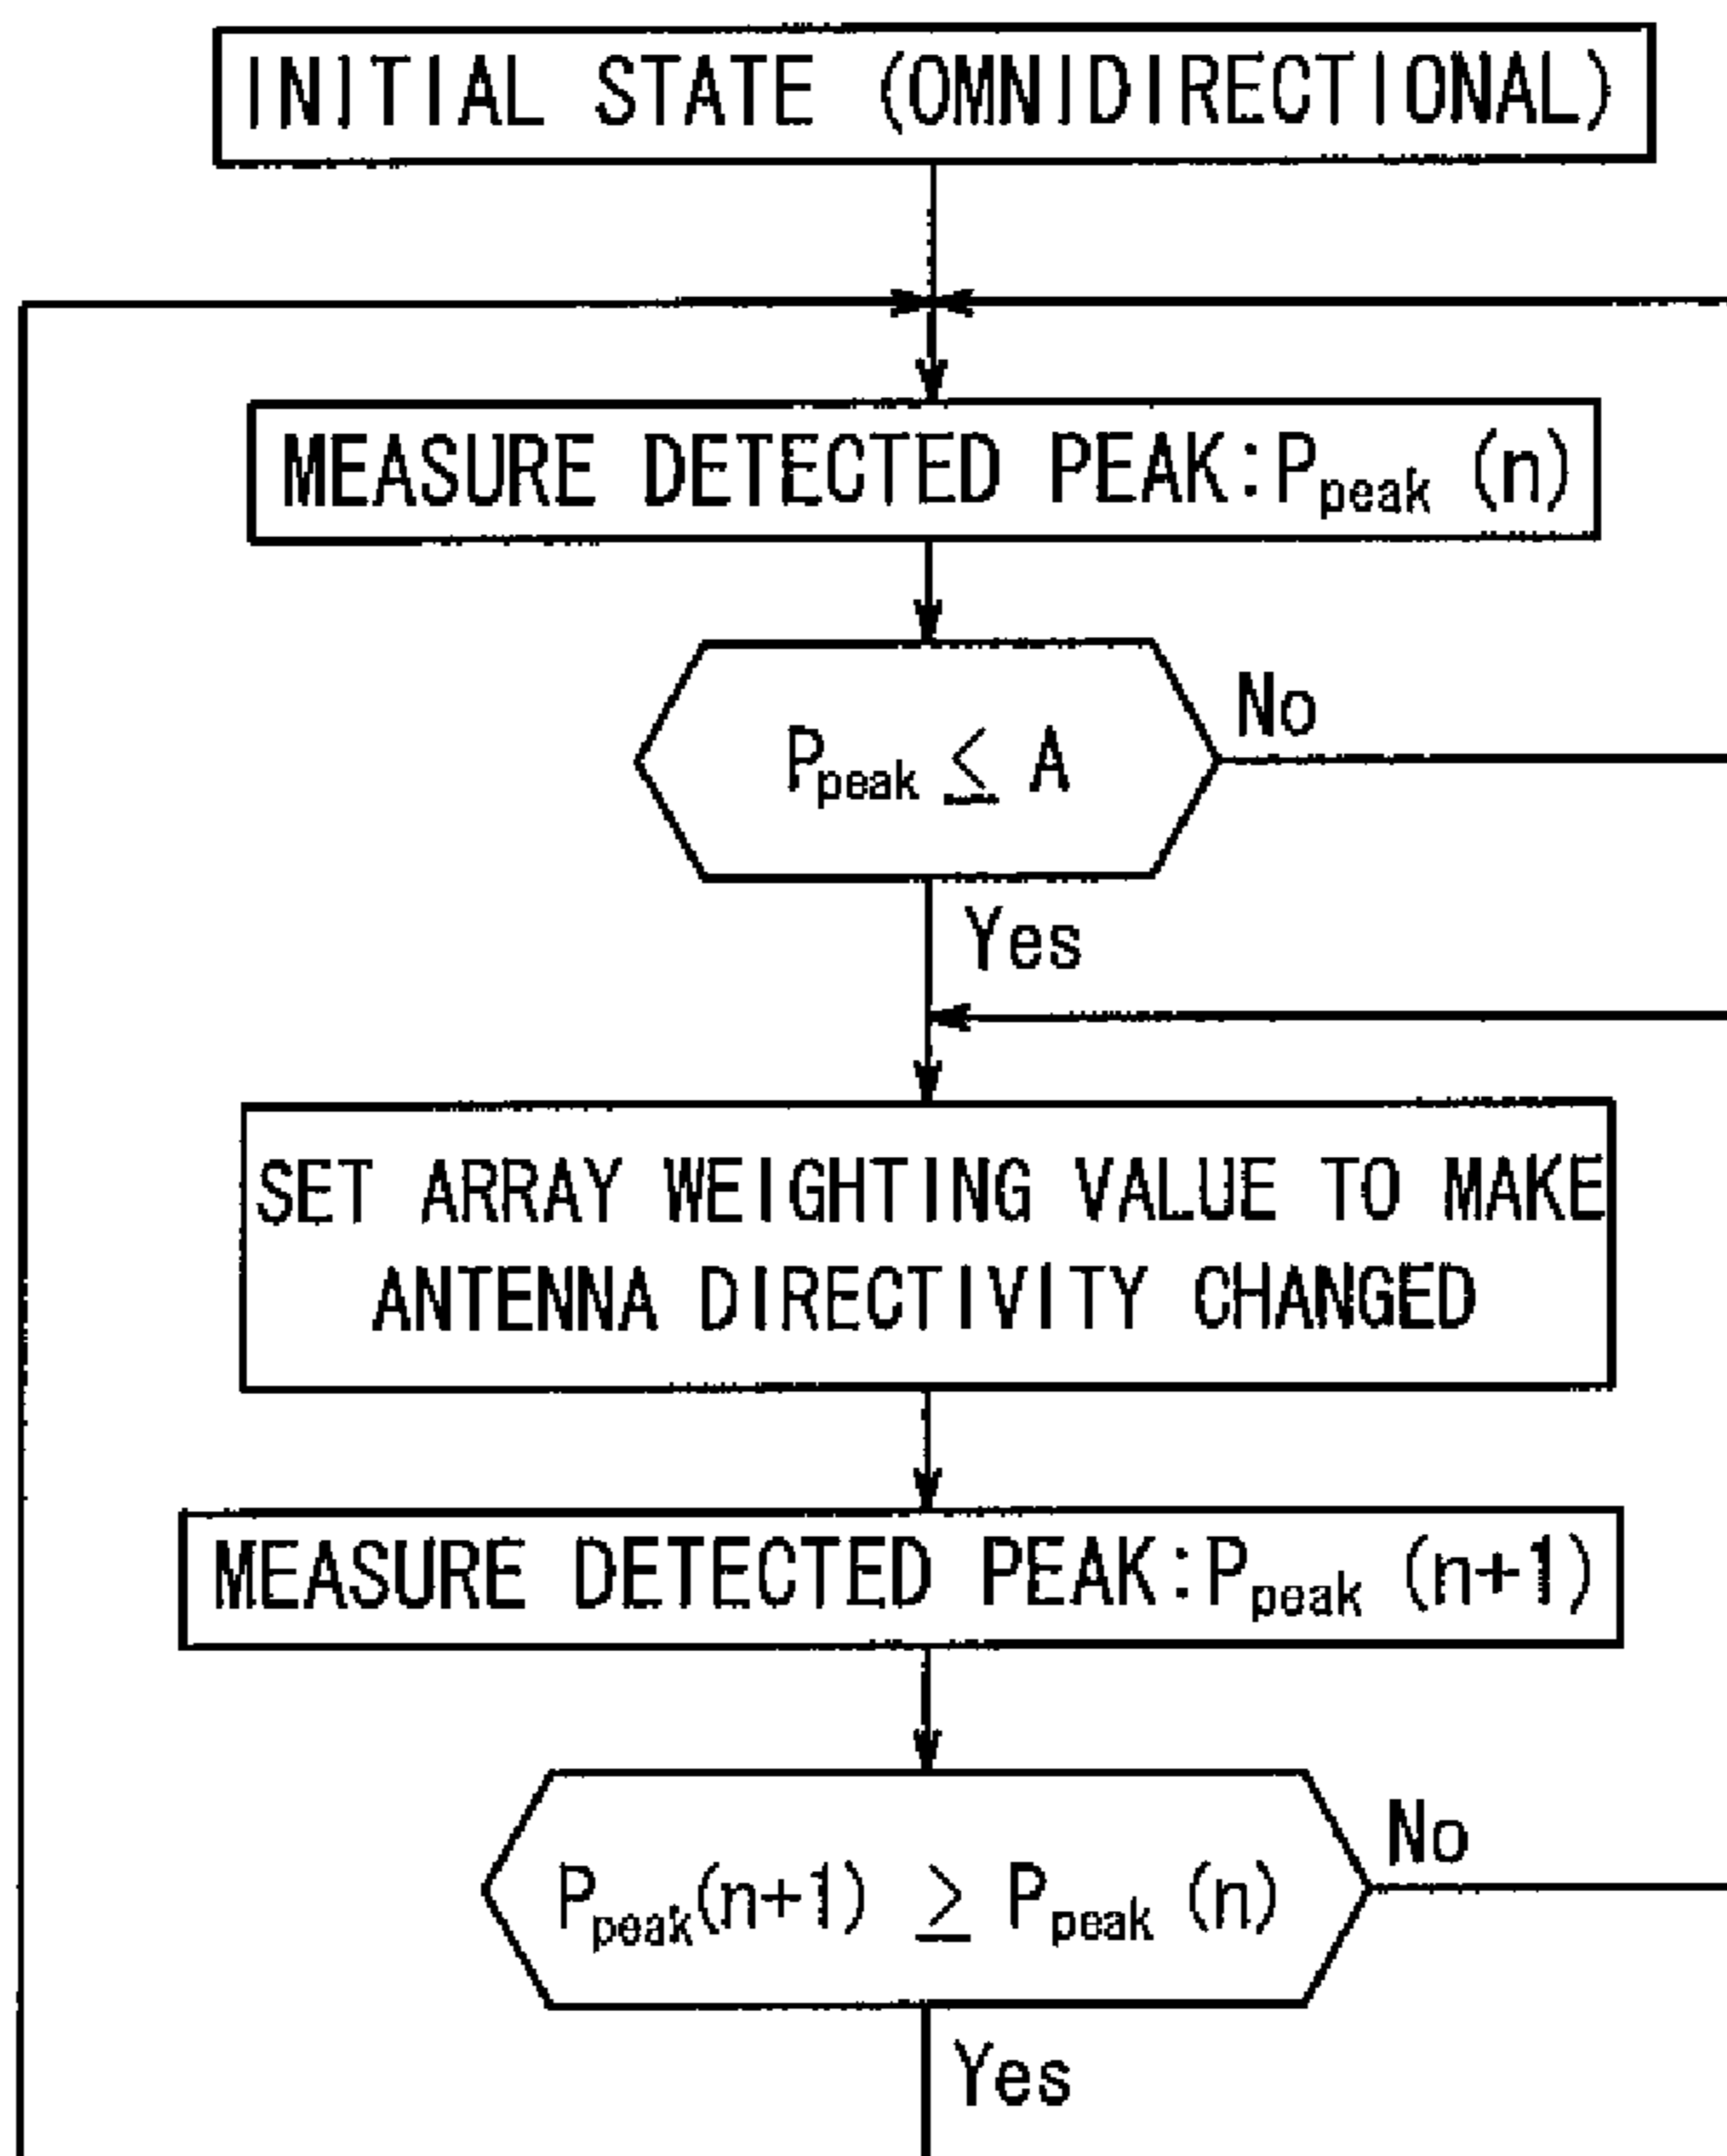 INITIAL STATE (OMNIDIRECTIONAL)
MEASURE DETECTED PEAK:Ppeak (n)
No
Ppeak ≤ A
Yes
SET ARRAY WEIGHTING VALUE TO MAKE
ANTENNA DIRECTIVITY CHANGED
MEASURE DETECTED PEAK:Ppeak (n+1)
No
Ppeak(n+1) ≥ Ppeak (n)
Yes